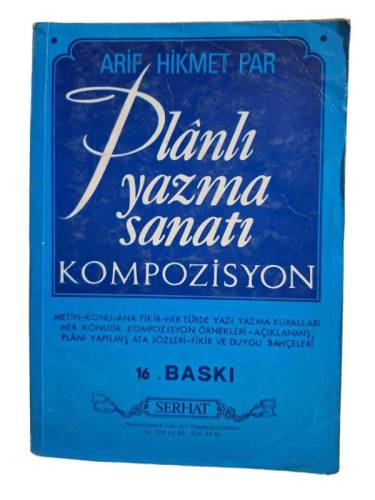 ARİF HİKMET PAR
Plânlı
yazma
sanatı
KOMPOZİSYON
METİN-KONU-ANA FİKİR-HER TÜRDE YAZI YAZMA KURALLARI
HER KONUDA KOMPOZİSYON ÖRNEKLERİ - AÇIKLANMIŞ,
PLÂNI YAPILMIŞ ATA SÖZLERİ-FİKİR VE DUYGU BAHÇELERİ
16. BASKI
SERHAT